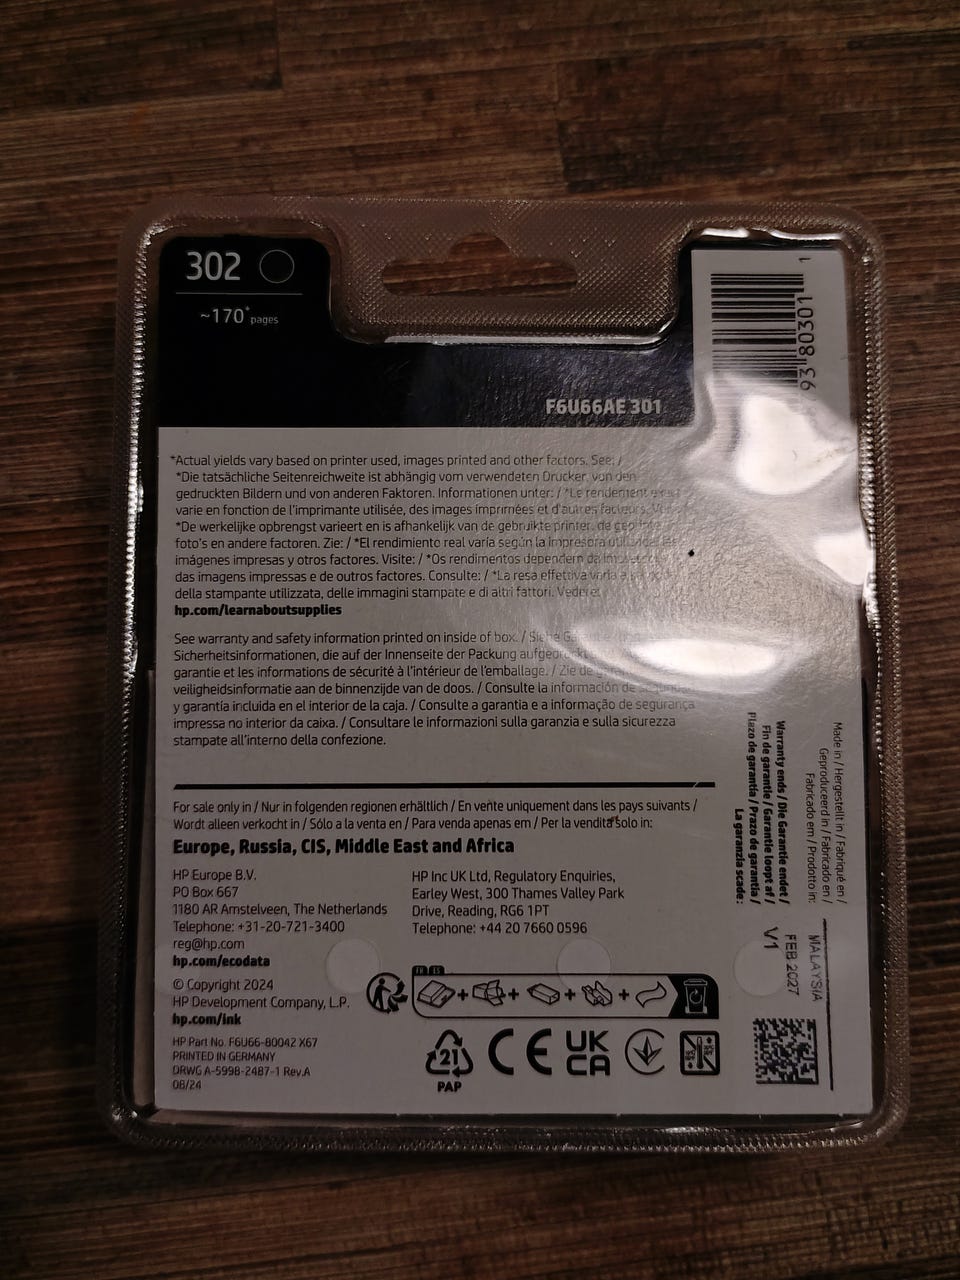 302
~170* pages
F6U66AE 301
1
93 80301
*Actual yields vary based on printer used, images printed and other factors. See: /
*Die tatsächliche Seitenreichweite ist abhängig vom verwendeten Drucker, von den
gedruckten Bildern und von anderen Faktoren. Informationen unter: / *Le rendement
varie en fonction de l'imprimante utilisée, des images imprimées et d'autres facteurs.
*De werkelijke opbrengst varieert en is afhankelijk van de gebruikte printer, de
foto's en andere factoren. Zie: / *El rendimiento real varía según la impresora
imágenes impresas y otros factores. Visite: / *Os rendimentos dependem da
das imagens impressas e de outros factores. Consulte: / *La resa effettiva varia a
della stampante utilizzata, delle immagini stampate e di altri fattori.
hp.com/learnaboutsupplies
See warranty and safety information printed on inside of box. / Siehe
Sicherheitsinformationen, die auf der Innenseite der Packung
garantie et les informations de sécurité à l'intérieur de l'emballage. / Zie de
veiligheidsinformatie aan de binnenzijde van de doos. / Consulte la información de
y garantía incluida en el interior de la caja. / Consulte a garantia e a informação de segurança
impressa no interior da caixa. / Consultare le informazioni sulla garanzia e sulla sicurezza
stampate all'interno della confezione.
For sale only in / Nur in folgenden regionen erhältlich / En vente uniquement dans les pays suivants /
Wordt alleen verkocht in / Sólo a la venta en / Para venda apenas em / Per la vendita solo in:
Europe, Russia, CIS, Middle East and Africa
HP Europe B.V.
PO Box 667
1180 AR Amstelveen, The Netherlands
Telephone: +31-20-721-3400
reg@hp.com
hp.com/ecodata
HP Inc UK Ltd, Regulatory Enquiries,
Earley West, 300 Thames Valley Park
Drive, Reading, RG6 1PT
Telephone: +44 20 7660 0596
© Copyright 2024
HP Development Company, L.P.
hp.com/ink
HP Part No. F6U66-80042 X67
PRINTED IN GERMANY
DRWG A-5998-2487-1 Rev.A
08/24
FR ES
21
PAP
CE
UK
CA
Made in / Hergestellt in / Fabriqué en /
Geproduceerd in / Fabricado en /
Fabricado em / Prodotto in:
MALAYSIA
Warranty ends / Die Garantie endet /
Fin de garantie / Garantie loopt af /
Plazo de garantía / Prazo de garantia /
La garanzia scade:
FEB 2027
V1